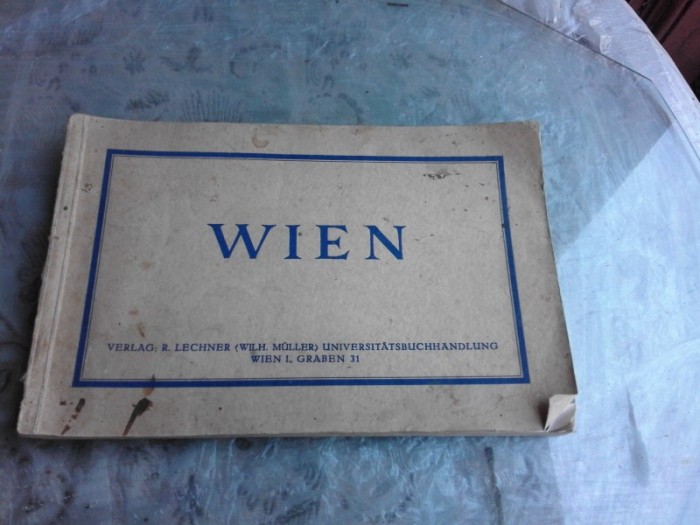 WIEN
VERLAG: R. LECHNER (WILH. MÜLLER) UNIVERSITÄTSBUCHHANDLUNG
WIEN I., GRABEN 31